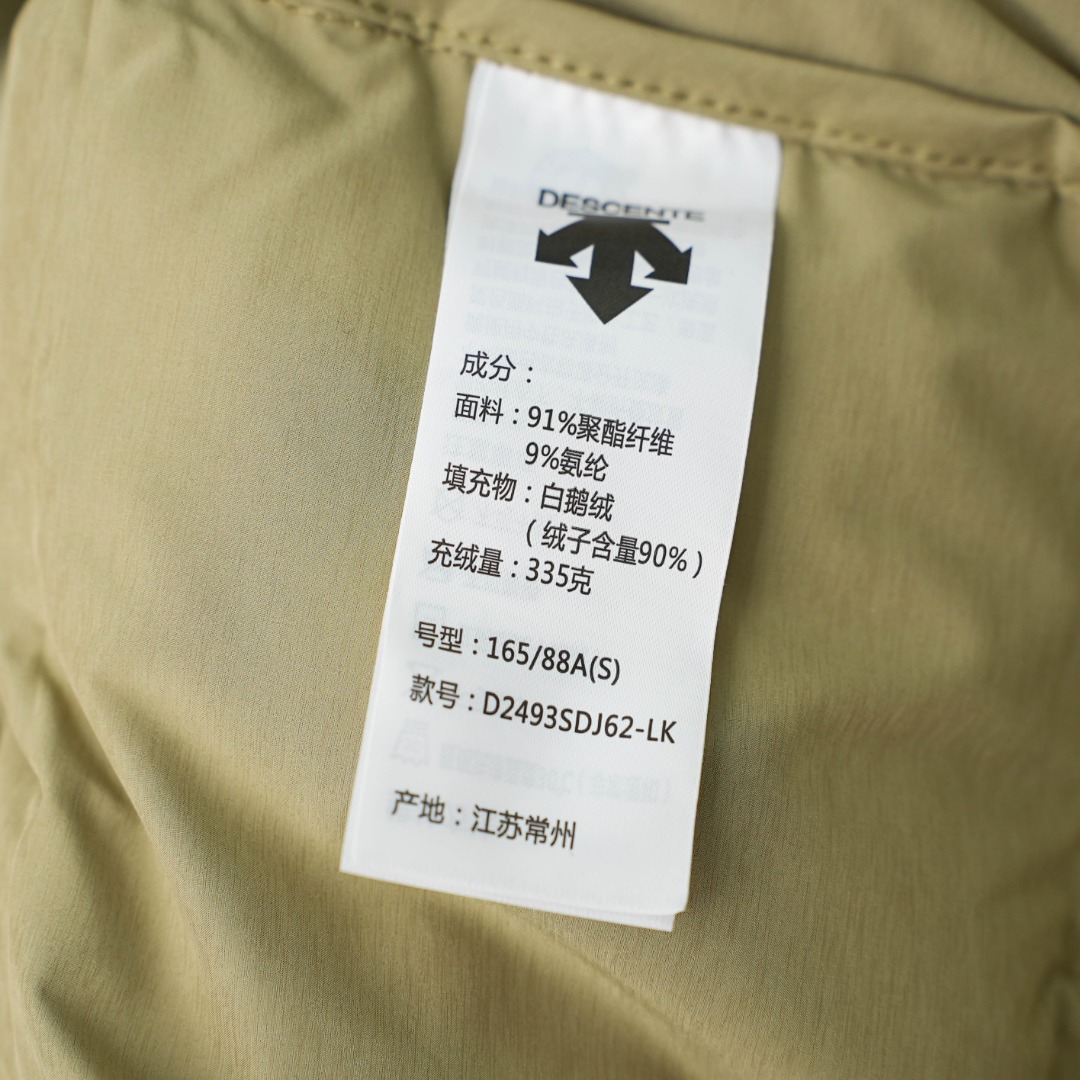 DESCENTE
成分：
面料：91%聚酯纤维
9%氨纶
填充物：白鹅绒
（绒子含量90%）
充绒量：335克
号型：165/88A(S)
款号：D2493SDJ62-LK
产地：江苏常州